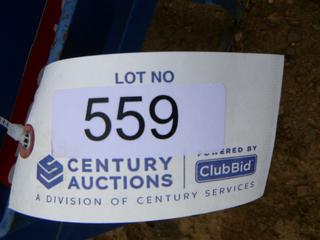 LOT NO
559
CENTURY AUCTIONS
POWERED BY
ClubBid
A DIVISION OF CENTURY SERVICES